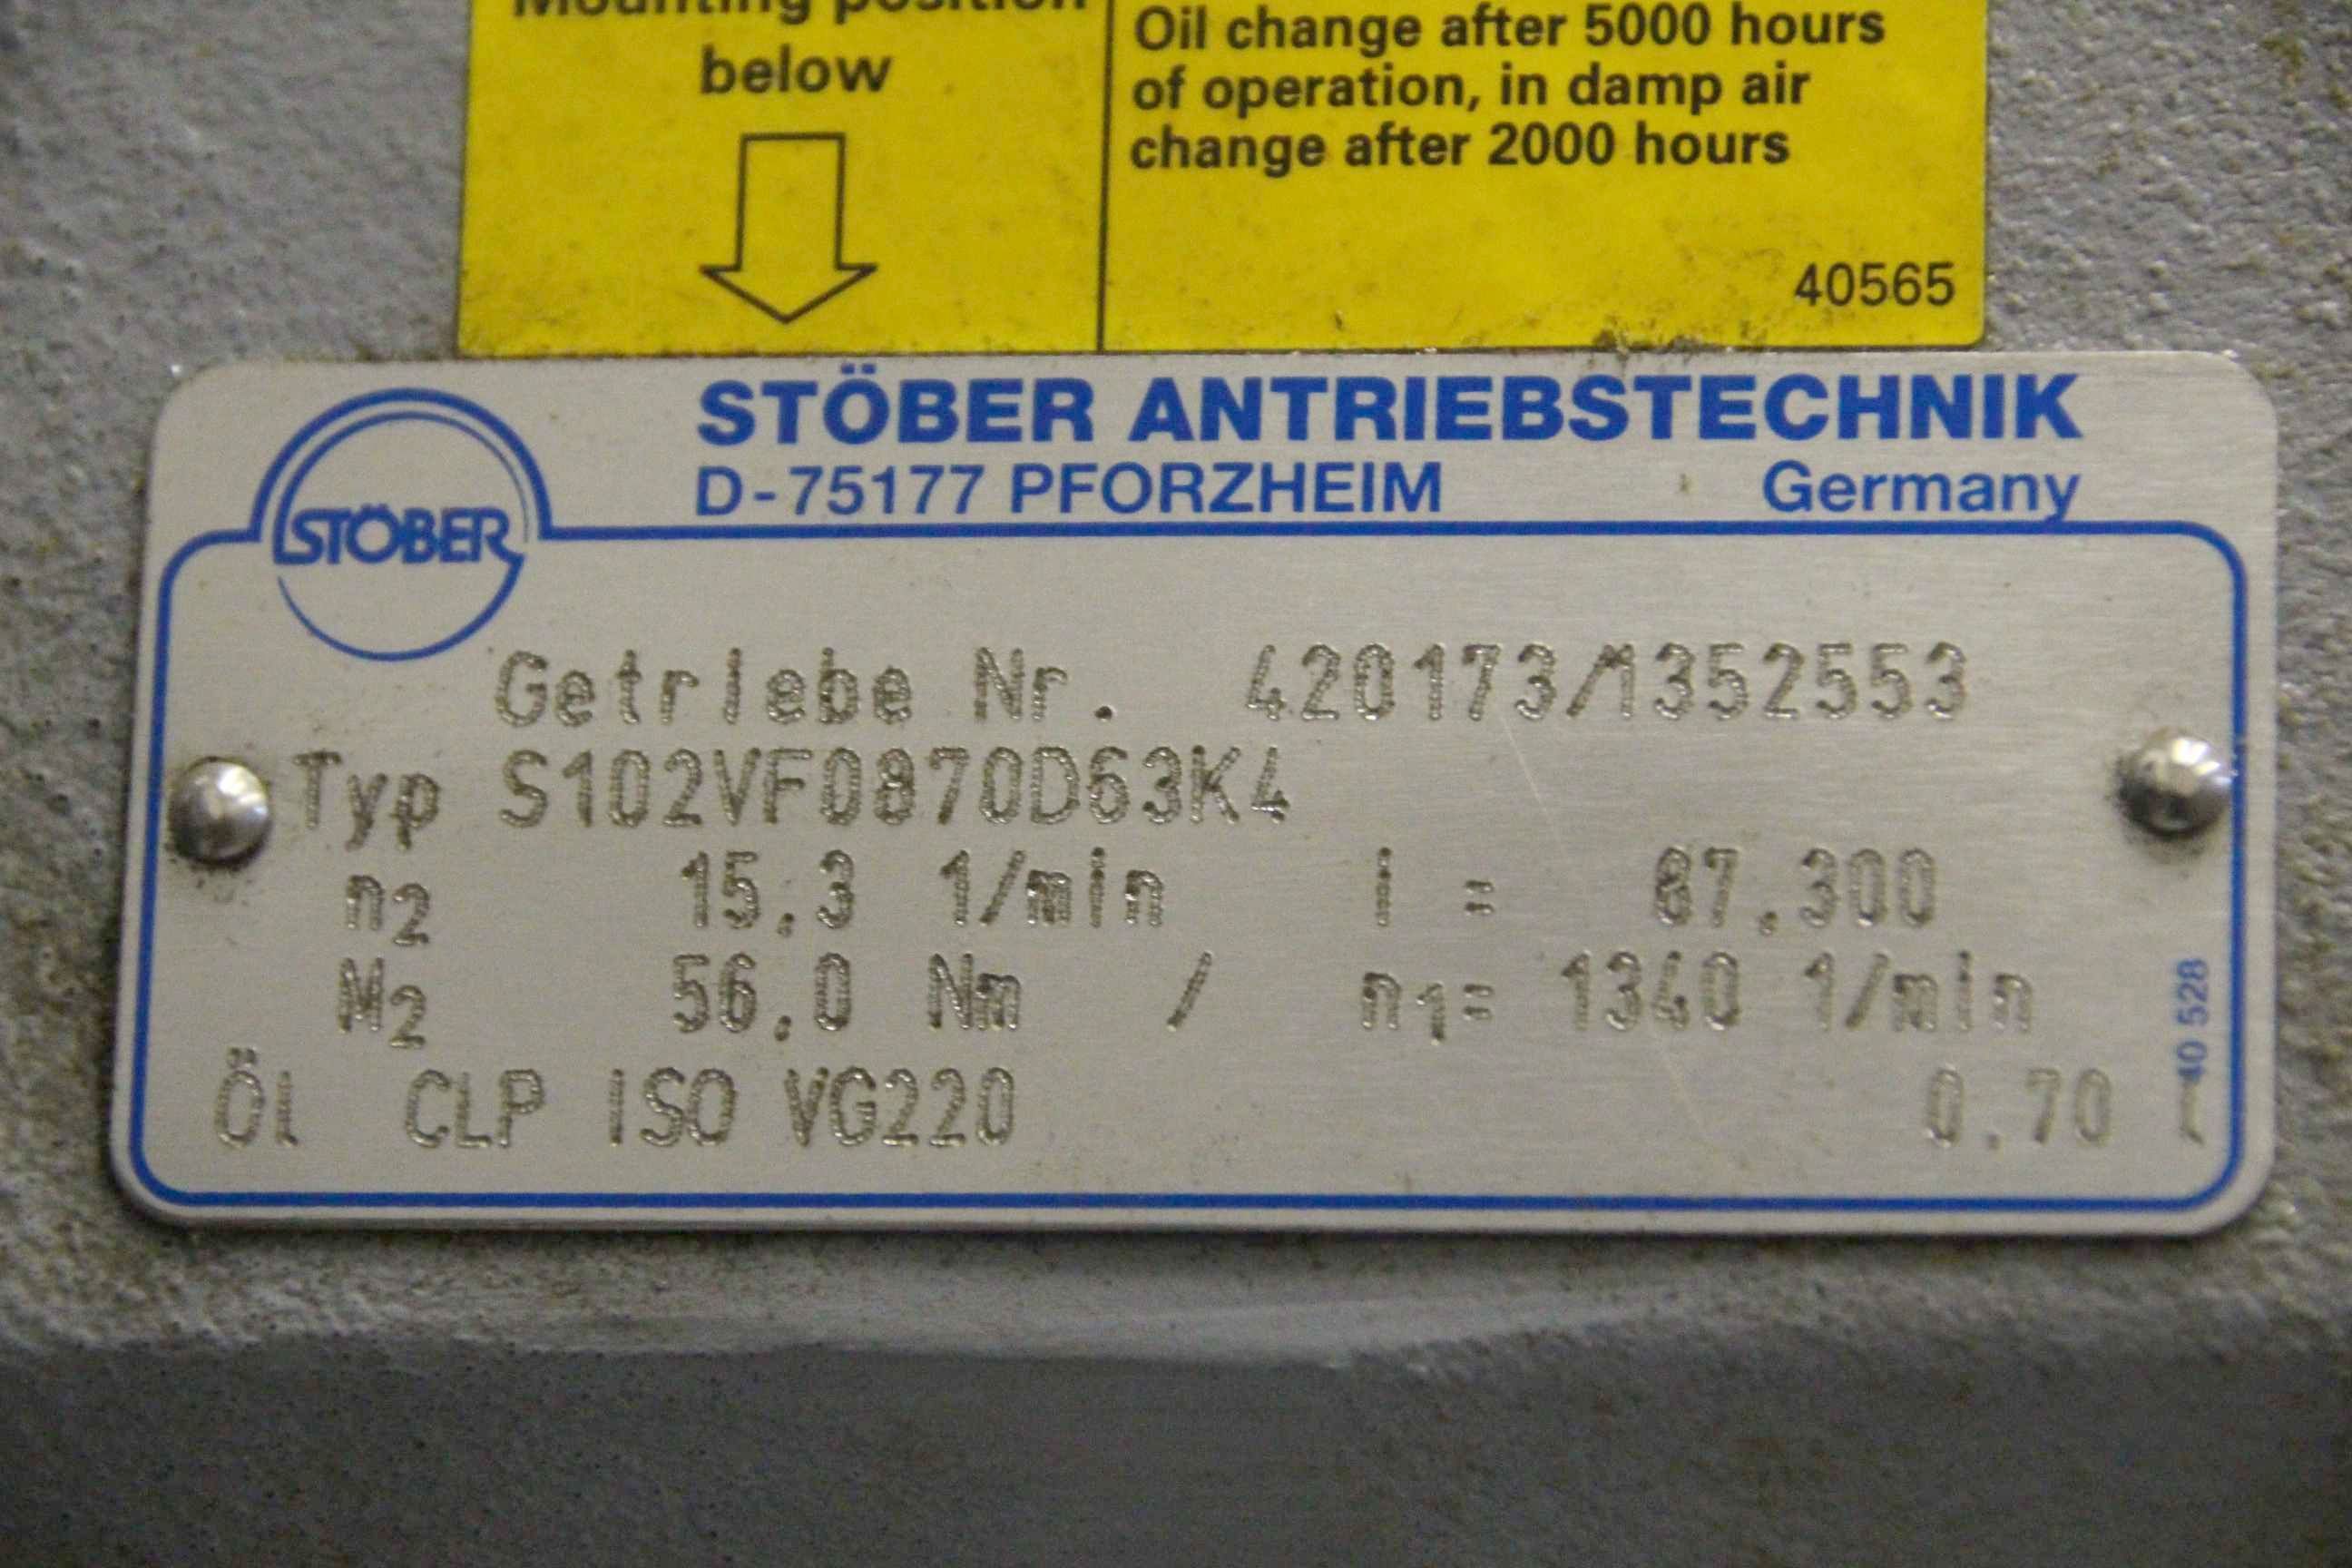 Mounting position
below
Oil change after 5000 hours
of operation, in damp air
change after 2000 hours
40565
STÖBER ANTRIEBSTECHNIK
D-75177 PFORZHEIM Germany
STÖBER
Getriebe Nr. 420173/1352553
Typ S102VF0870D63K4
n2 15.3 1/min i = 87.300
M2 56.0 Nm / n1= 1340 1/min
Öl CLP ISO VG220 0.70 l
40 528